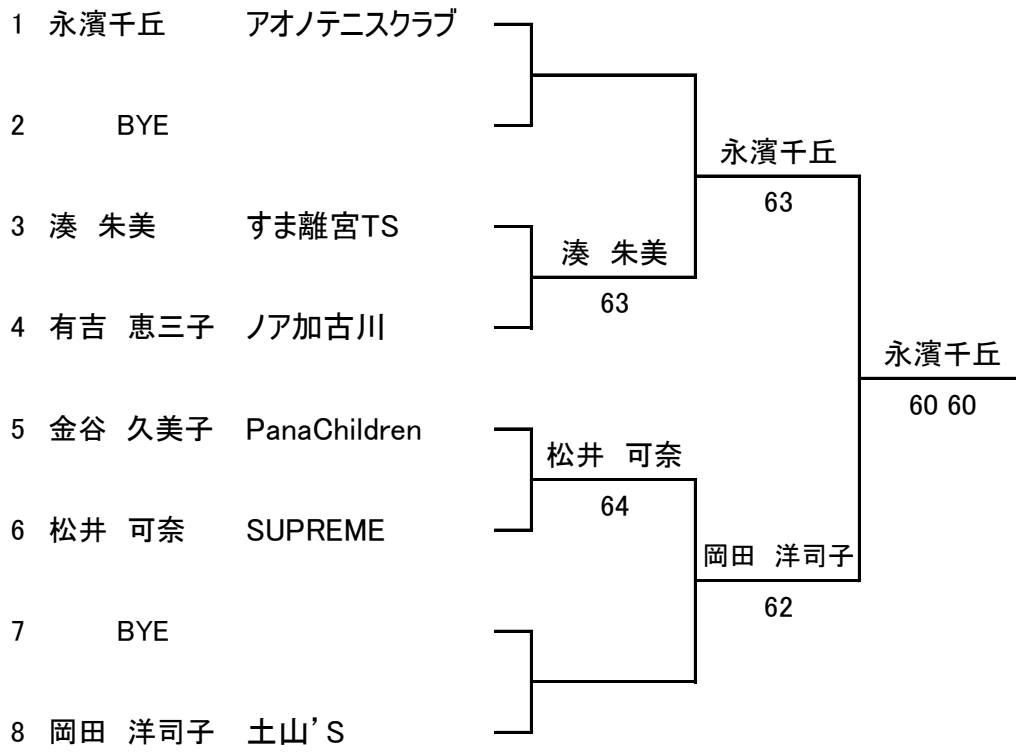 1 永濱千丘 アオノテニスクラブ
2 BYE
永濱千丘
63
3 湊 朱美 すま離宮TS
湊 朱美
63
4 有吉 恵三子 ノア加古川
永濱千丘
60 60
5 金谷 久美子 PanaChildren
松井 可奈
64
6 松井 可奈 SUPREME
岡田 洋司子
62
7 BYE
8 岡田 洋司子 土山'S